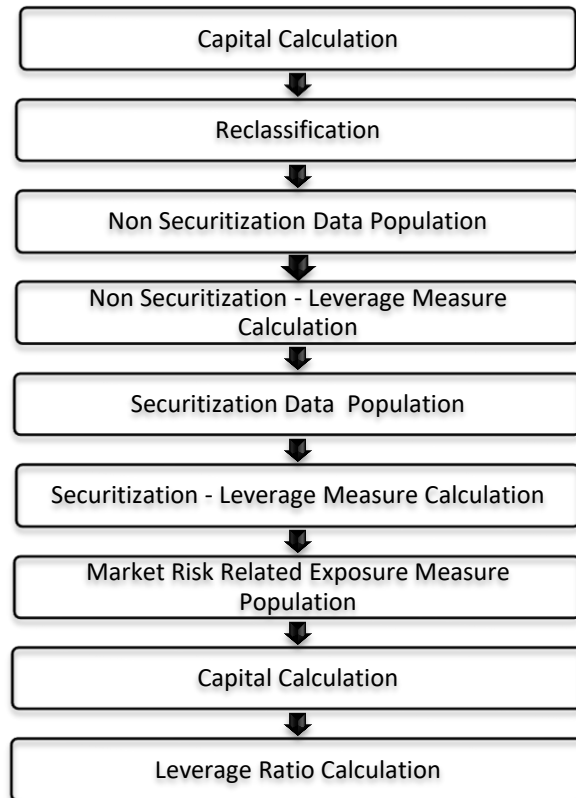 Capital Calculation
Reclassification
Non Securitization Data Population
Non Securitization - Leverage Measure
Calculation
Securitization Data Population
Securitization - Leverage Measure Calculation
Market Risk Related Exposure Measure
Population
Capital Calculation
Leverage Ratio Calculation